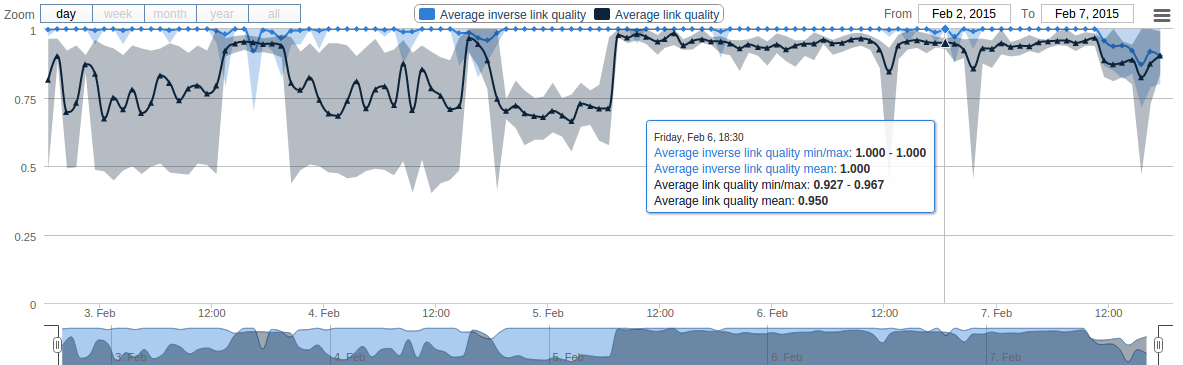 Zoom day week month year all Average inverse link quality Average link quality From Feb 2, 2015 To Feb 7, 2015
1
0.75
0.5
0.25
0
Friday, Feb 6, 18:30
Average inverse link quality min/max: 1.000 - 1.000
Average inverse link quality mean: 1.000
Average link quality min/max: 0.927 - 0.967
Average link quality mean: 0.950
3. Feb 12:00 4. Feb 12:00 5. Feb 12:00 6. Feb 12:00 7. Feb 12:00
3. Feb 4. Feb 5. Feb 6. Feb 7. Feb